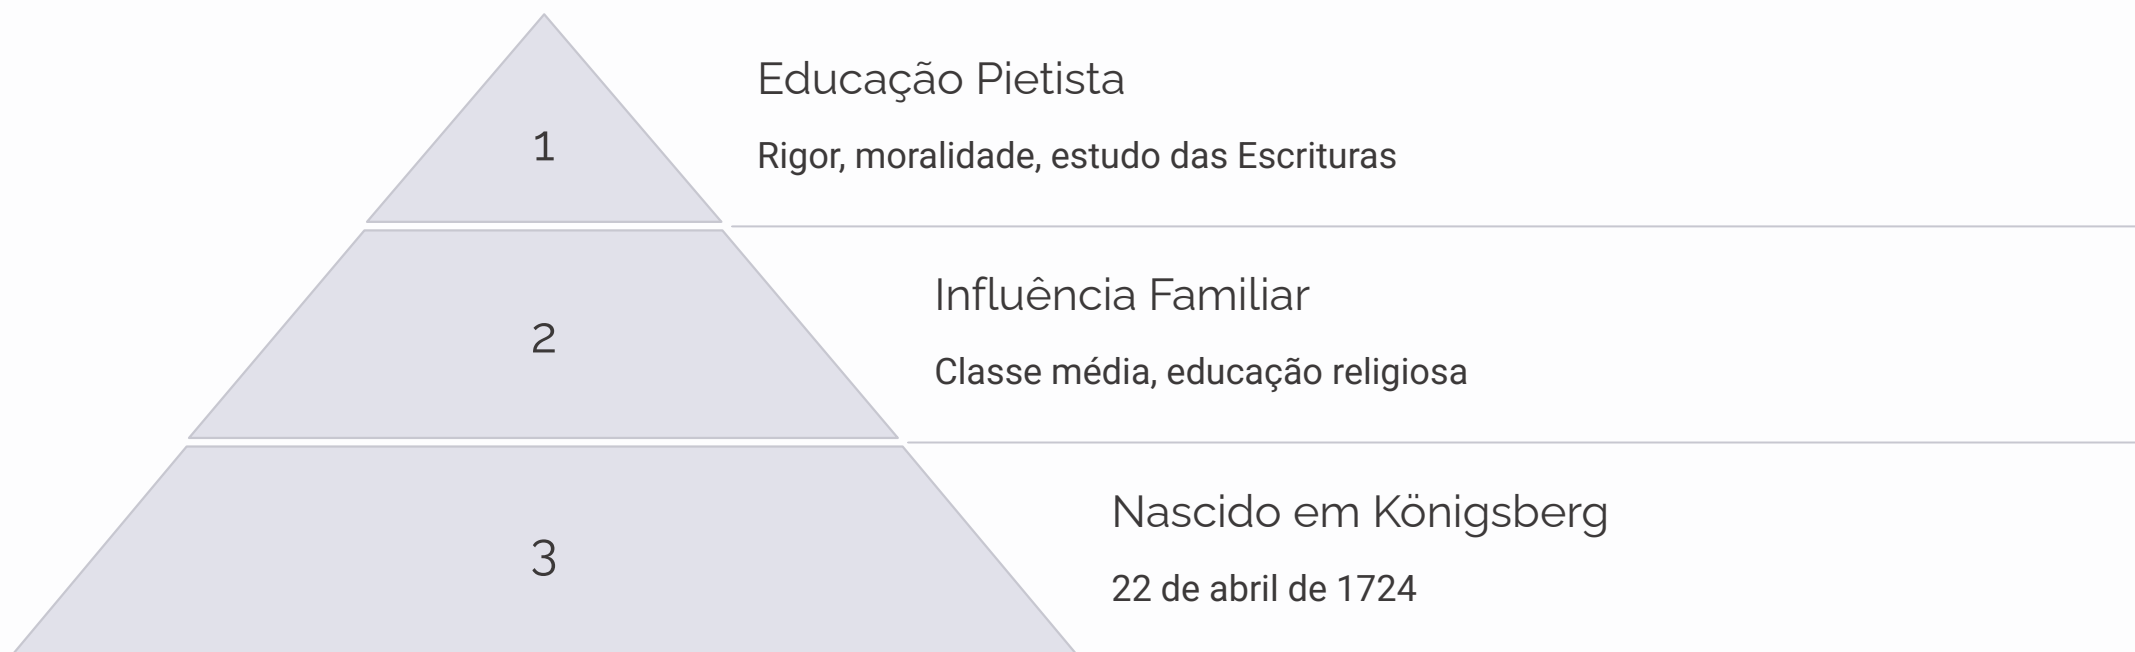 1
Educação Pietista
Rigor, moralidade, estudo das Escrituras
2
Influência Familiar
Classe média, educação religiosa
3
Nascido em Königsberg
22 de abril de 1724